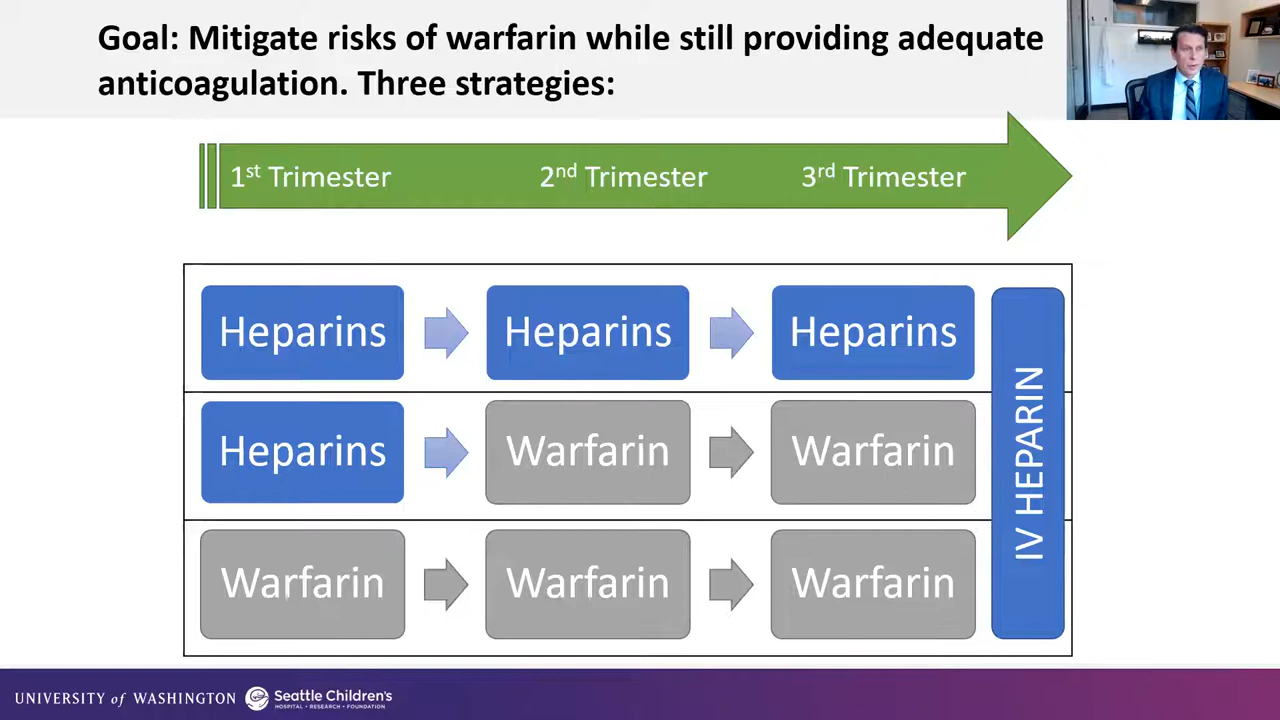 Goal: Mitigate risks of warfarin while still providing adequate
anticoagulation. Three strategies:
1st Trimester 2nd Trimester 3rd Trimester
Heparins Heparins Heparins
Heparins Warfarin Warfarin
Warfarin Warfarin Warfarin
IV HEPARIN
UNIVERSITY of WASHINGTON
Seattle Children's
HOSPITAL • RESEARCH • FOUNDATION